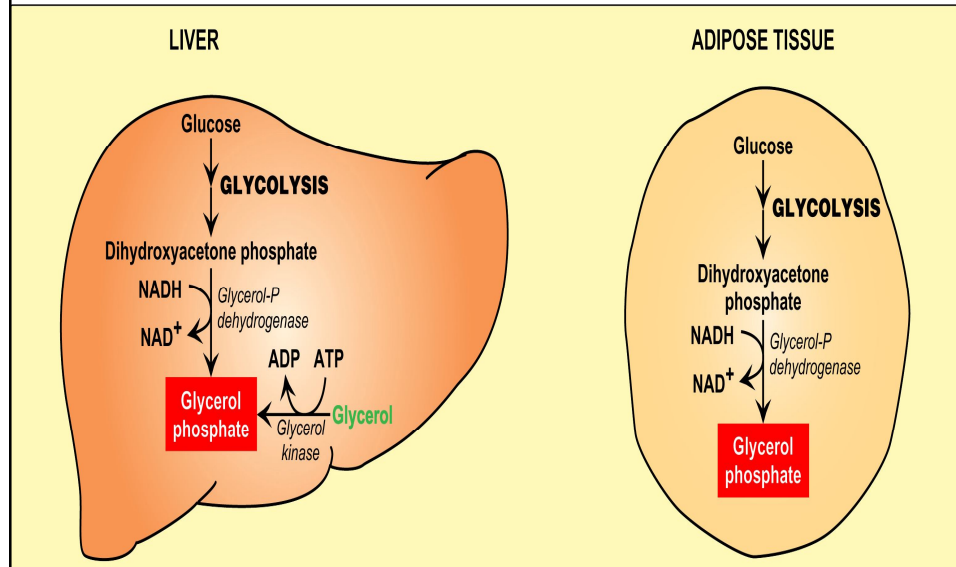 LIVER
Glucose
GLYCOLYSIS
Dihydroxyacetone phosphate
NADH
Glycerol-P
dehydrogenase
NAD+
ADP ATP
Glycerol
phosphate
Glycerol
Glycerol
kinase
ADIPOSE TISSUE
Glucose
GLYCOLYSIS
Dihydroxyacetone
phosphate
NADH
Glycerol-P
dehydrogenase
NAD+
Glycerol
phosphate